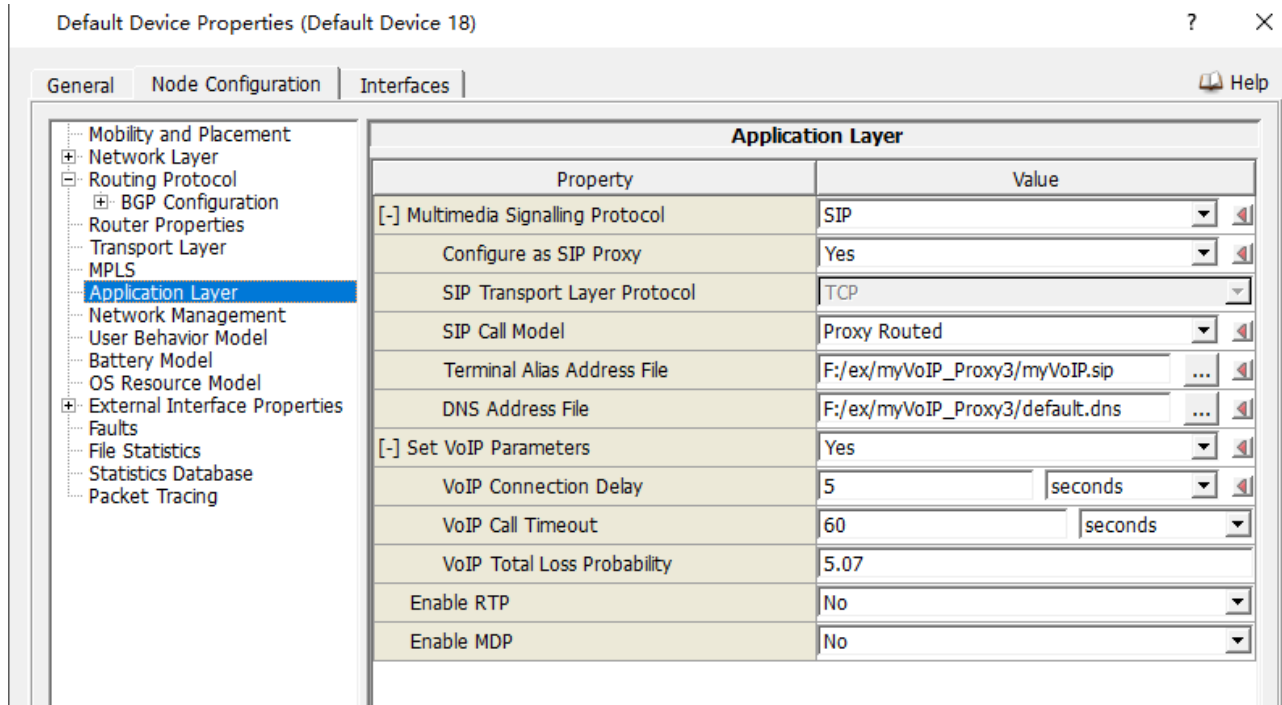 Default Device Properties (Default Device 18) ? ×
General Node Configuration Interfaces Help
Mobility and Placement
Network Layer
Routing Protocol
BGP Configuration
Router Properties
Transport Layer
MPLS
Application Layer
Network Management
User Behavior Model
Battery Model
OS Resource Model
External Interface Properties
Faults
File Statistics
Statistics Database
Packet Tracing
Application Layer
Property Value
[-] Multimedia Signalling Protocol SIP
Configure as SIP Proxy Yes
SIP Transport Layer Protocol TCP
SIP Call Model Proxy Routed
Terminal Alias Address File F:/ex/myVoIP_Proxy3/myVoIP.sip ...
DNS Address File F:/ex/myVoIP_Proxy3/default.dns ...
[-] Set VoIP Parameters Yes
VoIP Connection Delay 5 seconds
VoIP Call Timeout 60 seconds
VoIP Total Loss Probability 5.07
Enable RTP No
Enable MDP No